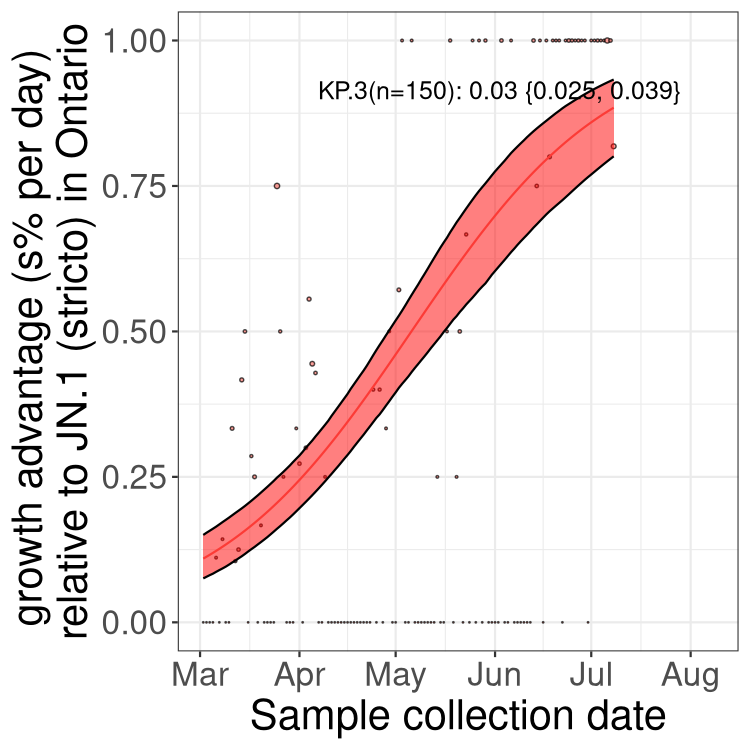 growth advantage (s% per day)
relative to JN.1 (stricto) in Ontario
1.00
0.75
0.50
0.25
0.00
KP.3(n=150): 0.03 {0.025, 0.039}
Mar Apr May Jun Jul Aug
Sample collection date